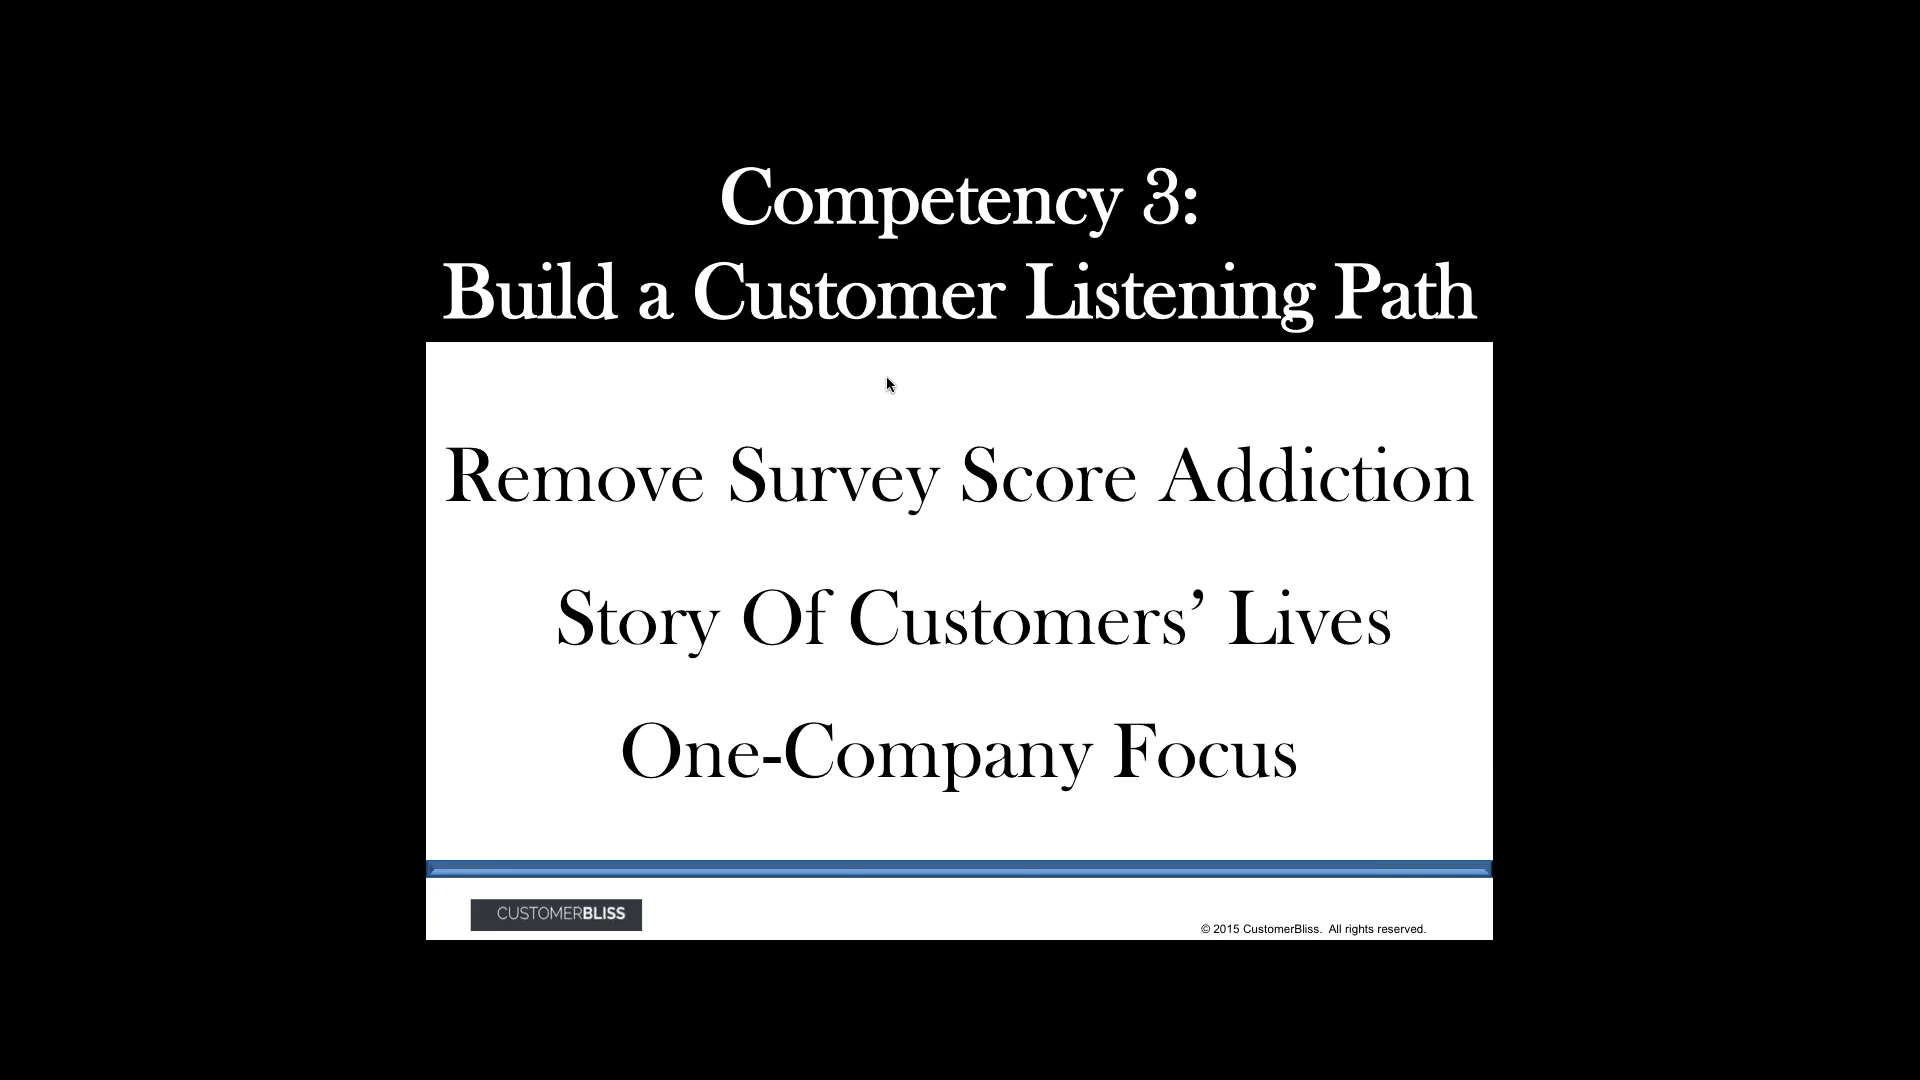 Competency 3:
Build a Customer Listening Path
Remove Survey Score Addiction
Story Of Customers’ Lives
One-Company Focus
CUSTOMERBLISS
© 2015 CustomerBliss.  All rights reserved.